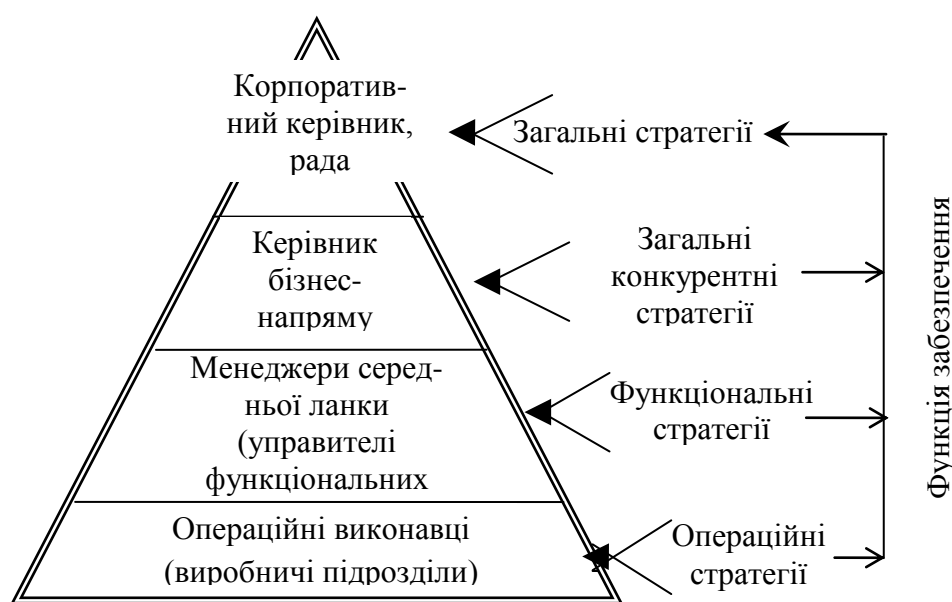 Корпоратив-
ний керівник,
рада
Загальні стратегії
Керівник
бізнес-
напряму
Загальні
конкурентні
стратегії
Менеджери серед-
ньої ланки
(управителі
функціональних
Функціональні
стратегії
Операційні виконавці
(виробничі підрозділи)
Операційні
стратегії
Функція забезпечення